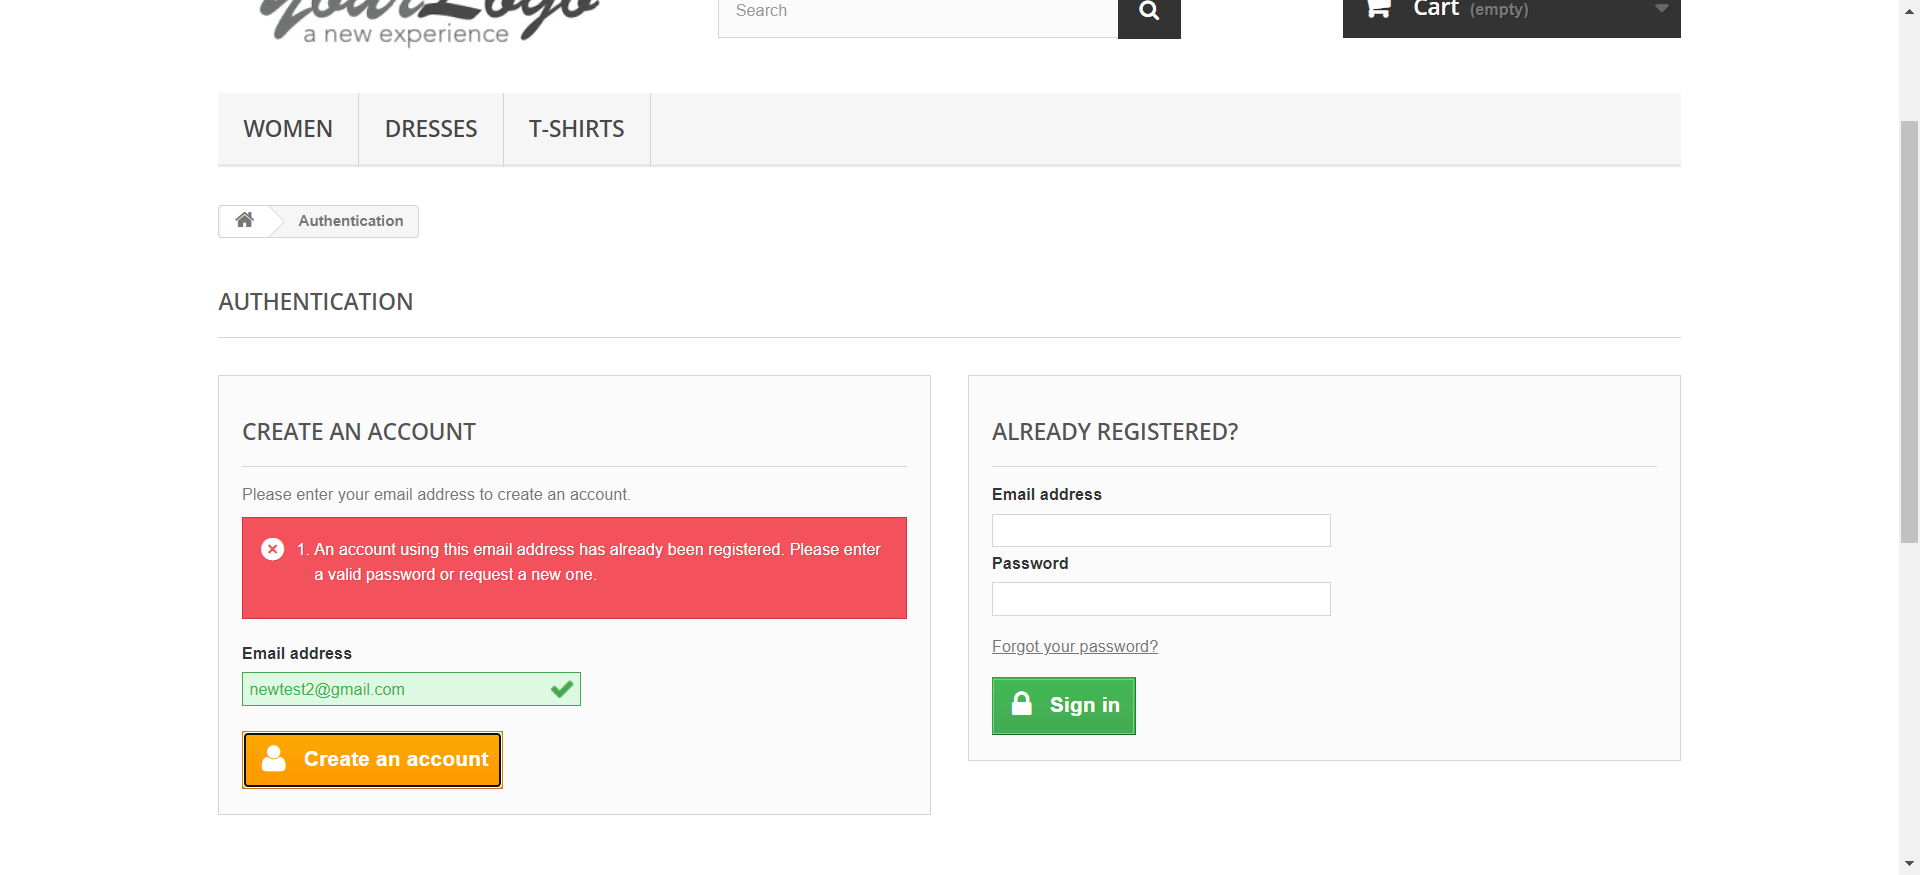 yourLogo
a new experience
Search
Cart (empty)
WOMEN
DRESSES
T-SHIRTS
Authentication
AUTHENTICATION
CREATE AN ACCOUNT
Please enter your email address to create an account.
1. An account using this email address has already been registered. Please enter
a valid password or request a new one.
Email address
newtest2@gmail.com
Create an account
ALREADY REGISTERED?
Email address
Password
Forgot your password?
Sign in